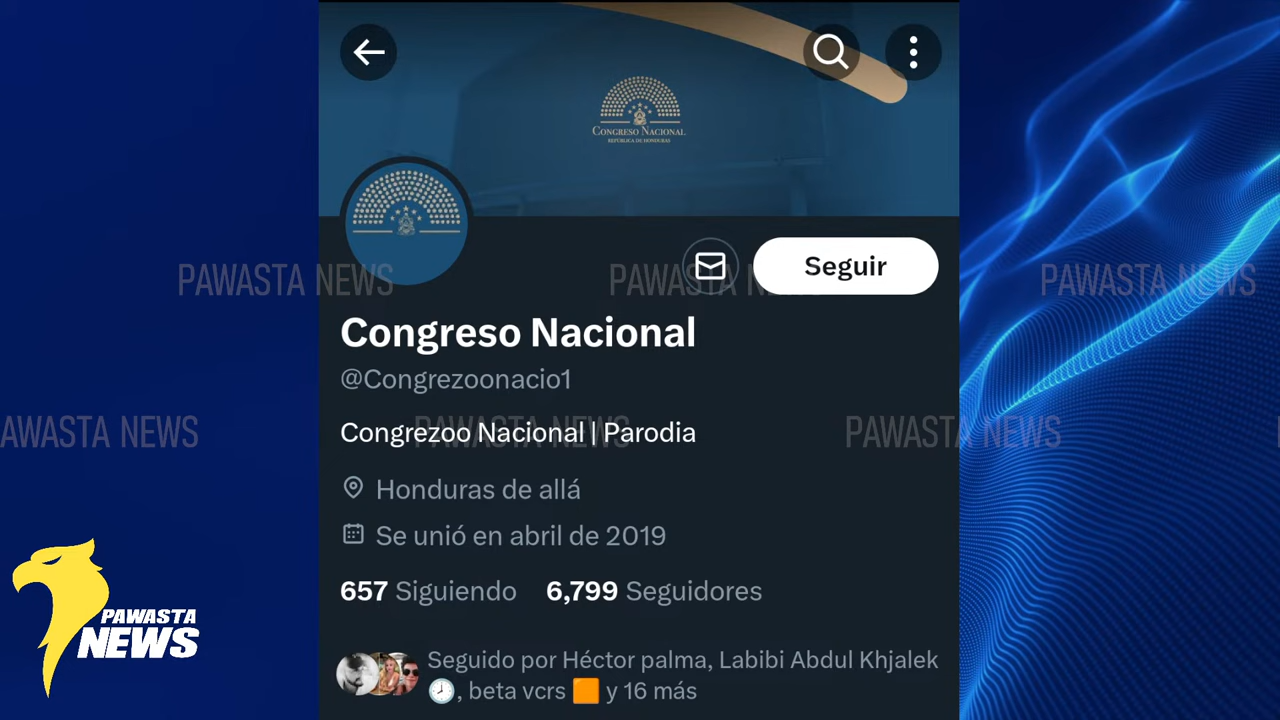 CONGRESO NACIONAL
REPÚBLICA DE HONDURAS
Seguir
PAWASTA NEWS PAWASTA NEWS PAWASTA NEWS
Congreso Nacional
@Congrezoonacio1
Congrezoo Nacional | Parodia
AWASTA NEWS PAWASTA NEWS PAWASTA NEWS
Honduras de allá
Se unió en abril de 2019
657 Siguiendo 6,799 Seguidores
PAWASTA
NEWS
Seguido por Héctor palma, Labibi Abdul Khjalek
🕗, beta vcrs 🟧 y 16 más